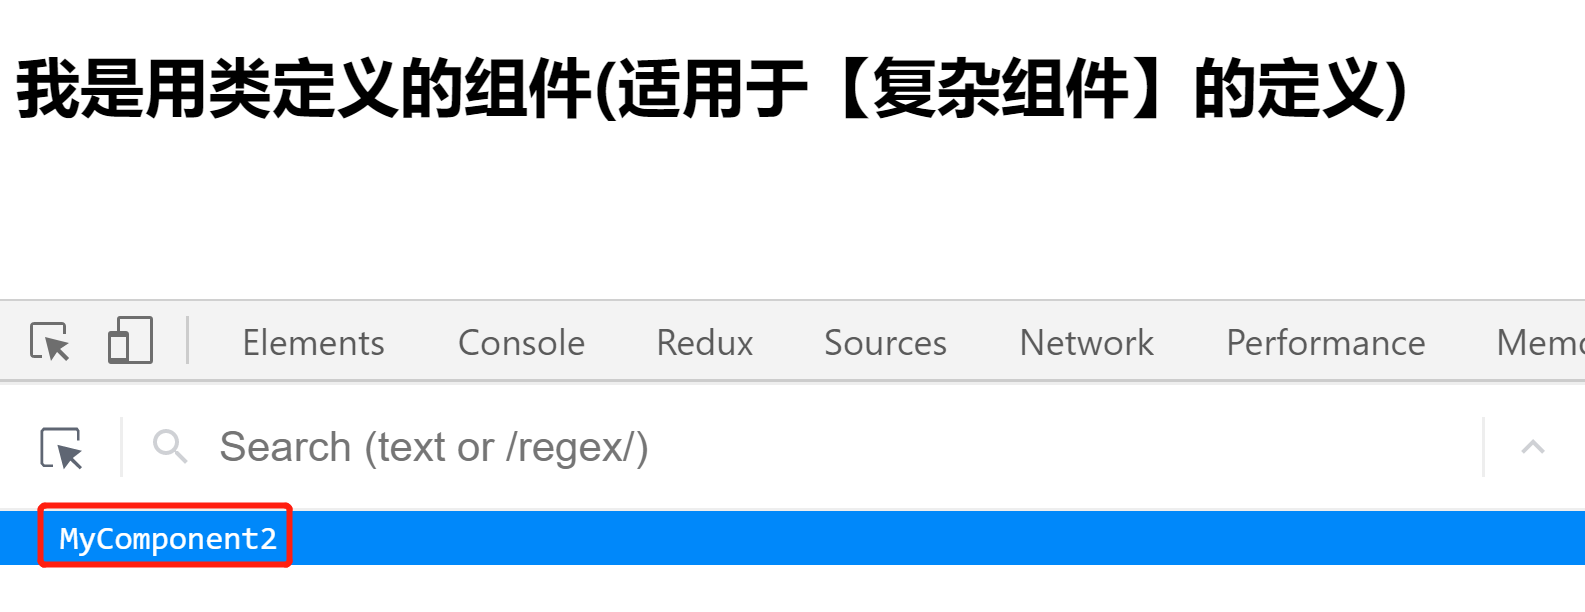 我是用类定义的组件(适用于【复杂组件】的定义)
Elements Console Redux Sources Network Performance Memo
Search (text or /regex/)
MyComponent2